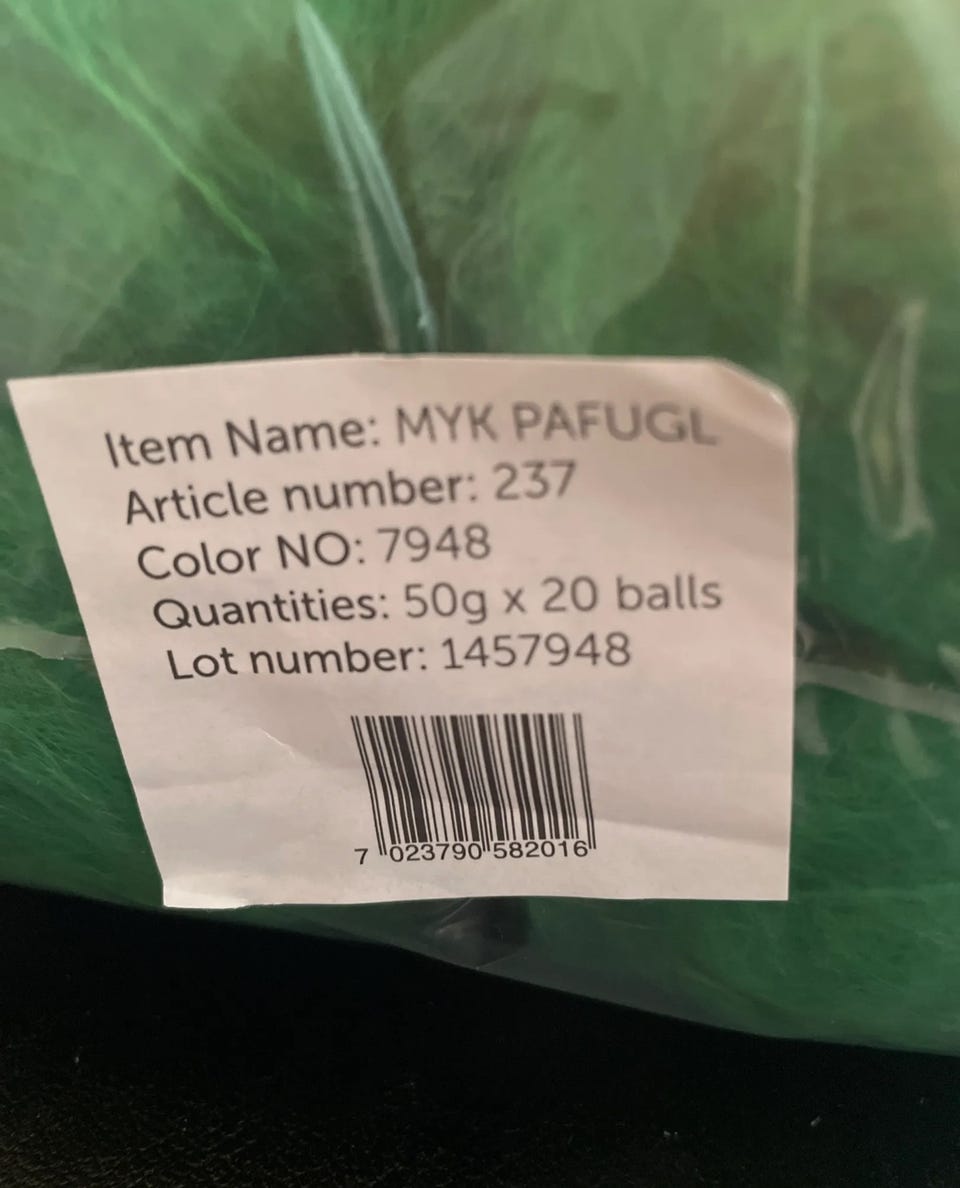 Item Name: MYK PAFUGL
Article number: 237
Color NO: 7948
Quantities: 50g x 20 balls
Lot number: 1457948
7 023790 582016